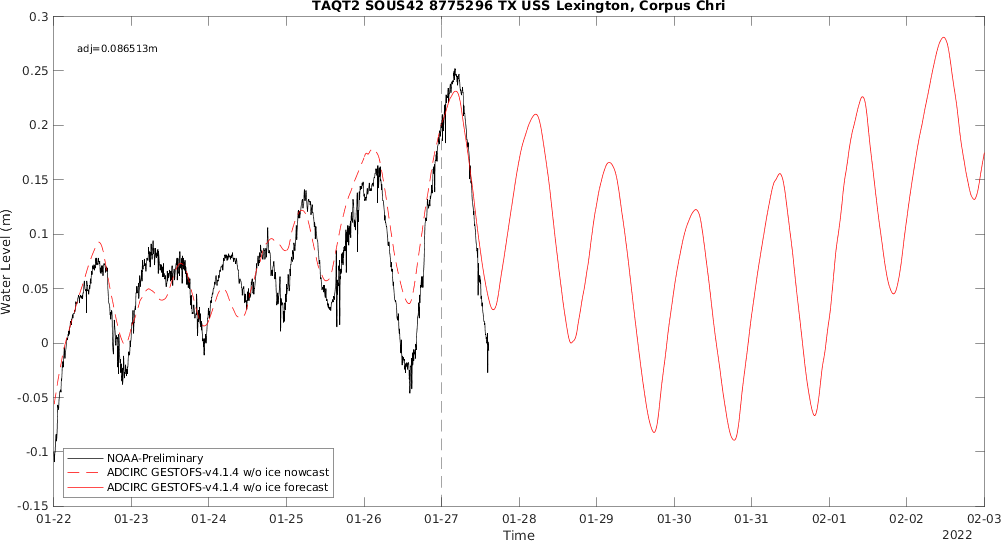 TAQT2 SOUS42 8775296 TX USS Lexington, Corpus Chri
adj=0.086513m
0.3
0.25
0.2
0.15
0.1
0.05
0
-0.05
-0.1
-0.15
Water Level (m)
NOAA-Preliminary
ADCIRC GESTOFS-v4.1.4 w/o ice nowcast
ADCIRC GESTOFS-v4.1.4 w/o ice forecast
01-22 01-23 01-24 01-25 01-26 01-27 01-28 01-29 01-30 01-31 02-01 02-02 02-03
Time
2022